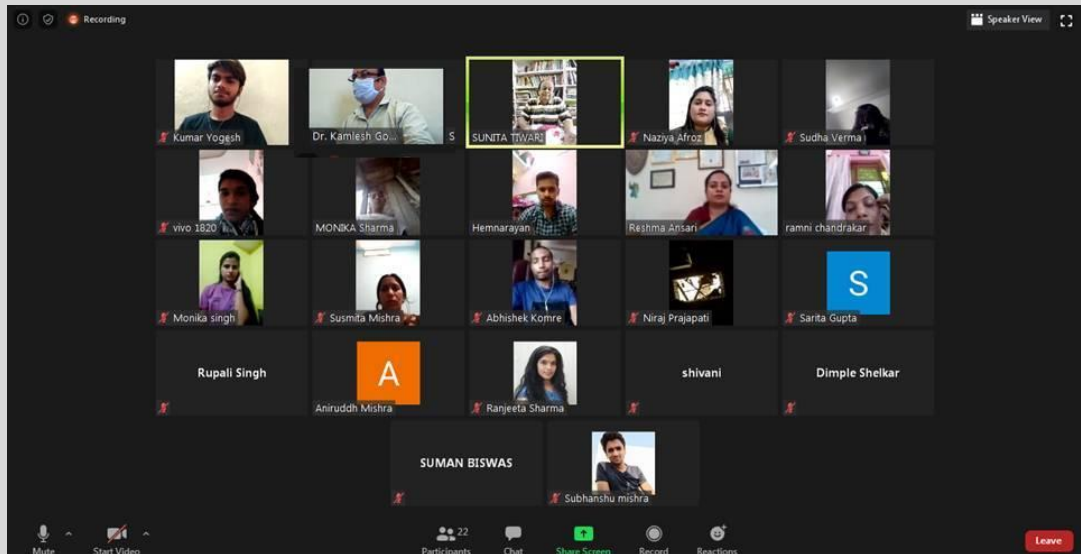 Recording
Speaker View
Kumar Yogesh
Dr. Kamlesh Go...
S
SUNITA TIWARI
Naziya Afroz
Sudha Verma
vivo 1820
MONIKA Sharma
Hemnarayan
Reshma Ansari
ramni chandrakar
Monika singh
Susmita Mishra
Abhishek Komre
Niraj Prajapati
S
Sarita Gupta
Rupali Singh
A
Aniruddh Mishra
Ranjeeta Sharma
shivani
Dimple Shelkar
SUMAN BISWAS
Subhanshu mishra
Mute
Start Video
22
Participants
Chat
Share Screen
Record
Reactions
Leave